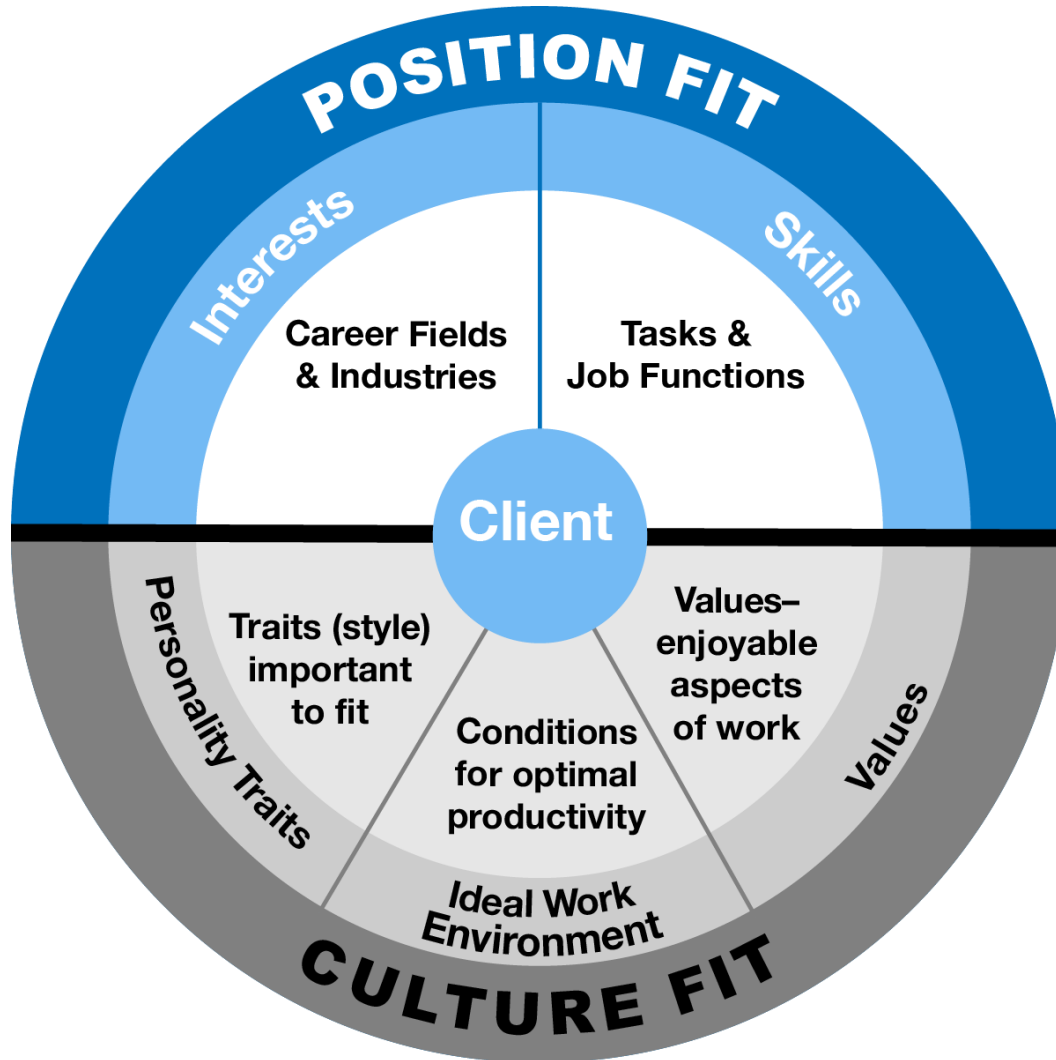 POSITION FIT
Interests
Skills
Career Fields
& Industries
Tasks &
Job Functions
Client
Personality Traits
Traits (style)
important
to fit
Conditions
for optimal
productivity
Ideal Work
Environment
Values–
enjoyable
aspects
of work
Values
CULTURE FIT